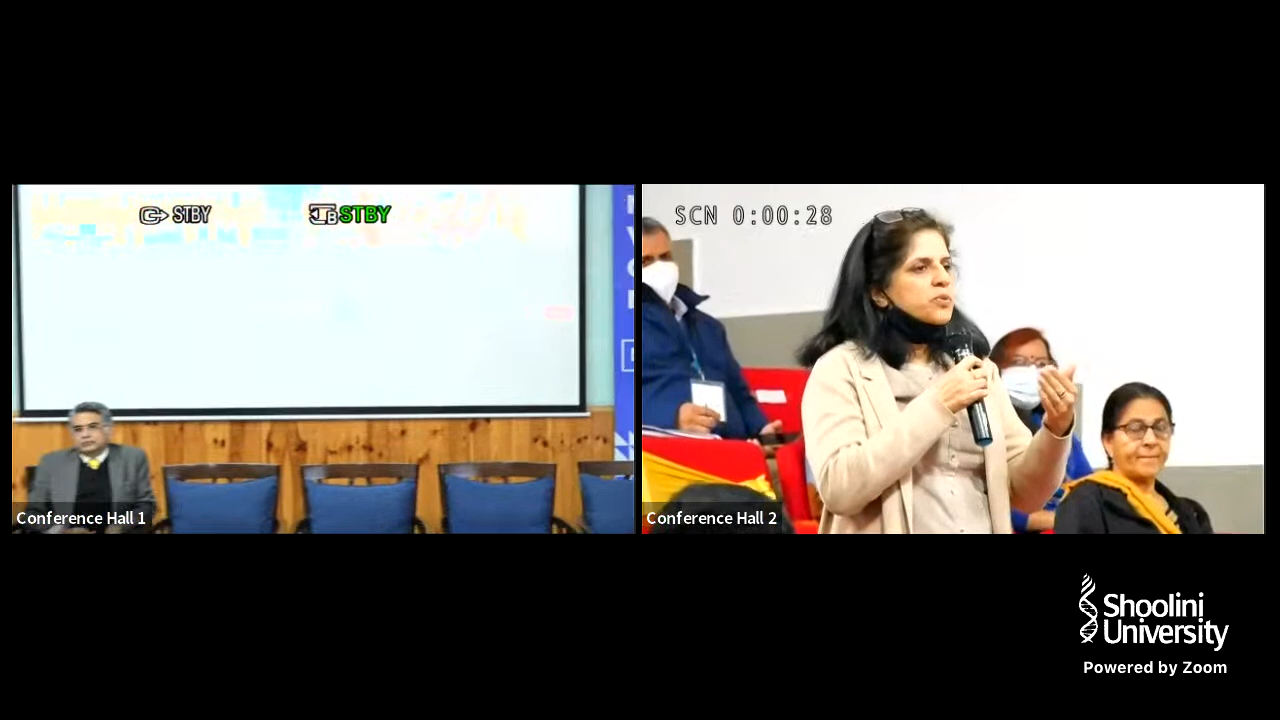 STBY
STBY
SCN 0:00:28
Conference Hall 1
Conference Hall 2
Shoolini
University
Powered by Zoom